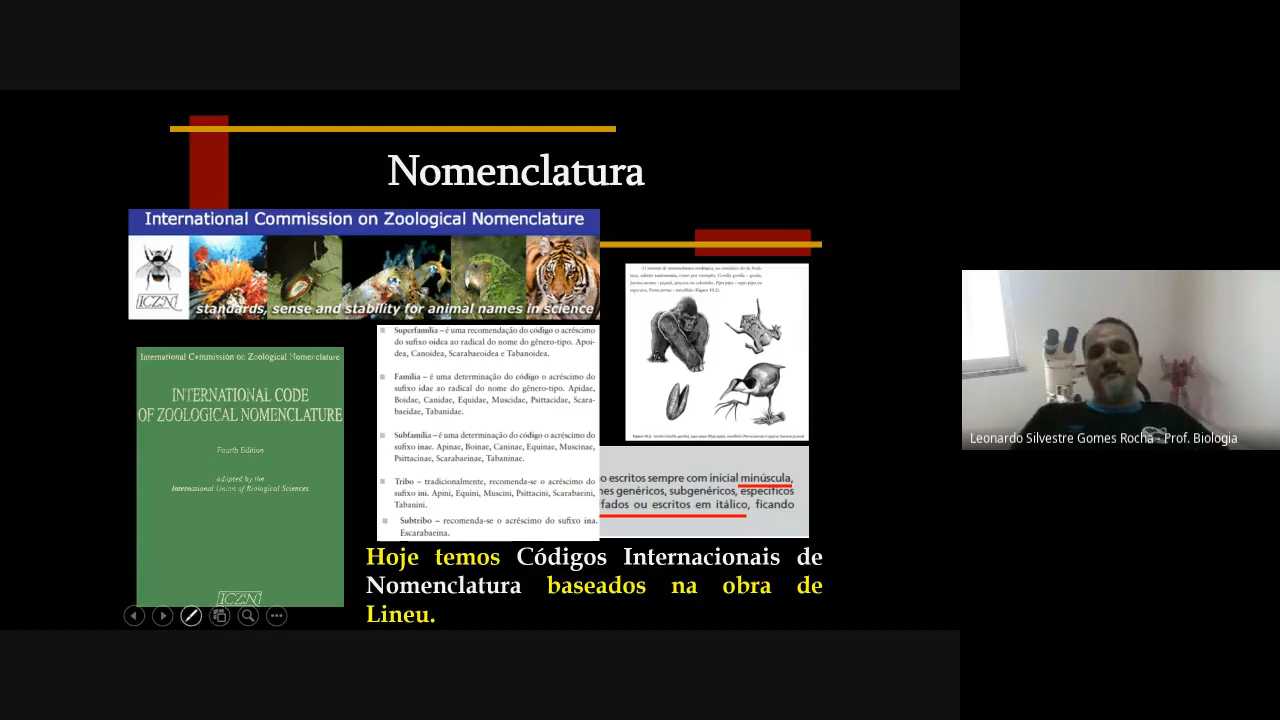 Nomenclatura
International Commission on Zoological Nomenclature
ICZN
standards, sense and stability for animal names in science
International Commission on Zoological Nomenclature
INTERNATIONAL CODE
OF ZOOLOGICAL NOMENCLATURE
Fourth Edition
adopted by the
International Union of Biological Sciences
ICZN
Superfamília – é uma recomendação do código o acréscimo
do sufixo oidea ao radical do nome do gênero-tipo. Apoi-
dea, Canoidea, Scarabaeoidea e Tabanoidea.
Família – é uma determinação do código o acréscimo do
sufixo idae ao radical do nome do gênero-tipo. Apidae,
Boidae, Canidae, Equidae, Muscidae, Psittacidae, Scara-
baeidae, Tabanidae.
Subfamília – é uma determinação do código o acréscimo do
sufixo inae. Apinae, Boinae, Caninae, Equinae, Muscinae,
Psittacinae, Scarabaeinae, Tabaninae.
Tribo – tradicionalmente, recomenda-se o acréscimo do
sufixo ini. Apini, Equini, Muscini, Psittacini, Scarabaeini,
Tabanini.
Subtribo – recomenda-se o acréscimo do sufixo ina.
Escarabaeina.
o escritos sempre com inicial minúscula,
nes genéricos, subgenéricos, específicos
fados ou escritos em itálico, ficando
Hoje temos Códigos Internacionais de
Nomenclatura baseados na obra de
Lineu.
Leonardo Silvestre Gomes Rocha - Prof. Biologia